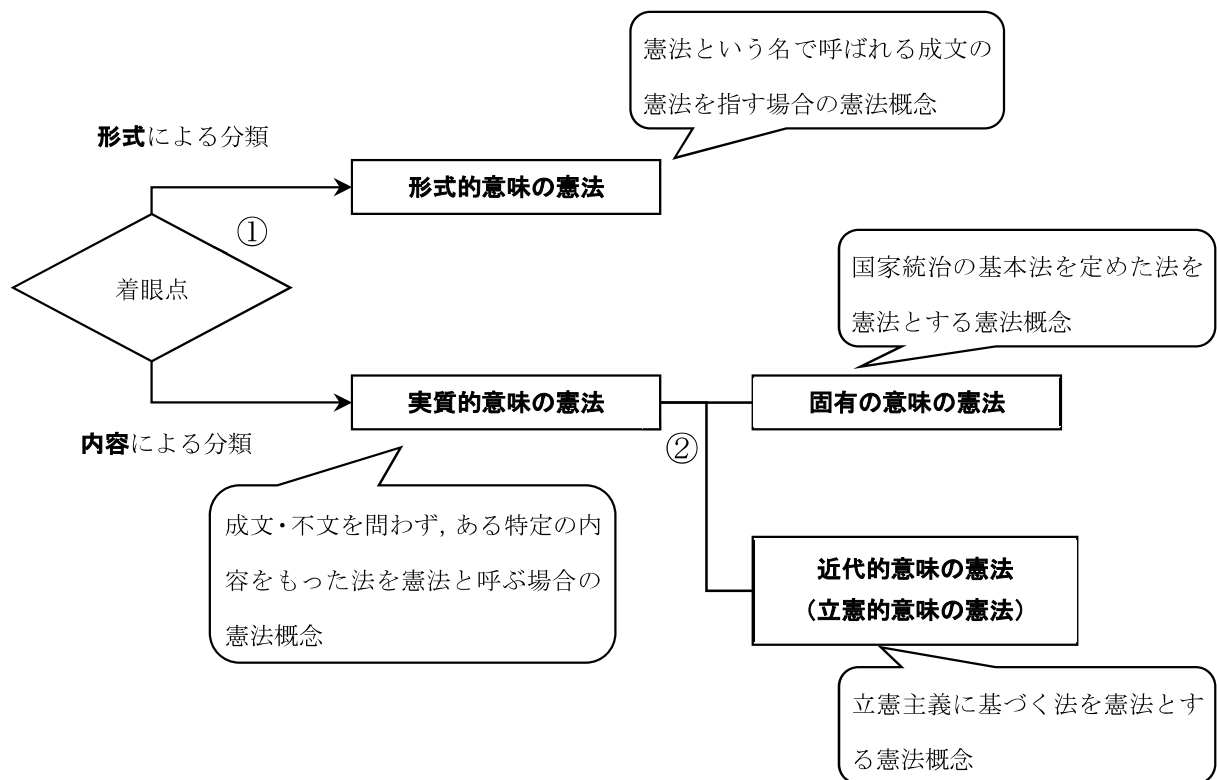 憲法という名で呼ばれる成文の
憲法を指す場合の憲法概念
形式による分類
形式的意味の憲法
①
着眼点
国家統治の基本法を定めた法を
憲法とする憲法概念
実質的意味の憲法
固有の意味の憲法
内容による分類
②
成文・不文を問わず,ある特定の内
容をもった法を憲法と呼ぶ場合の
憲法概念
近代的意味の憲法
(立憲的意味の憲法)
立憲主義に基づく法を憲法とす
る憲法概念